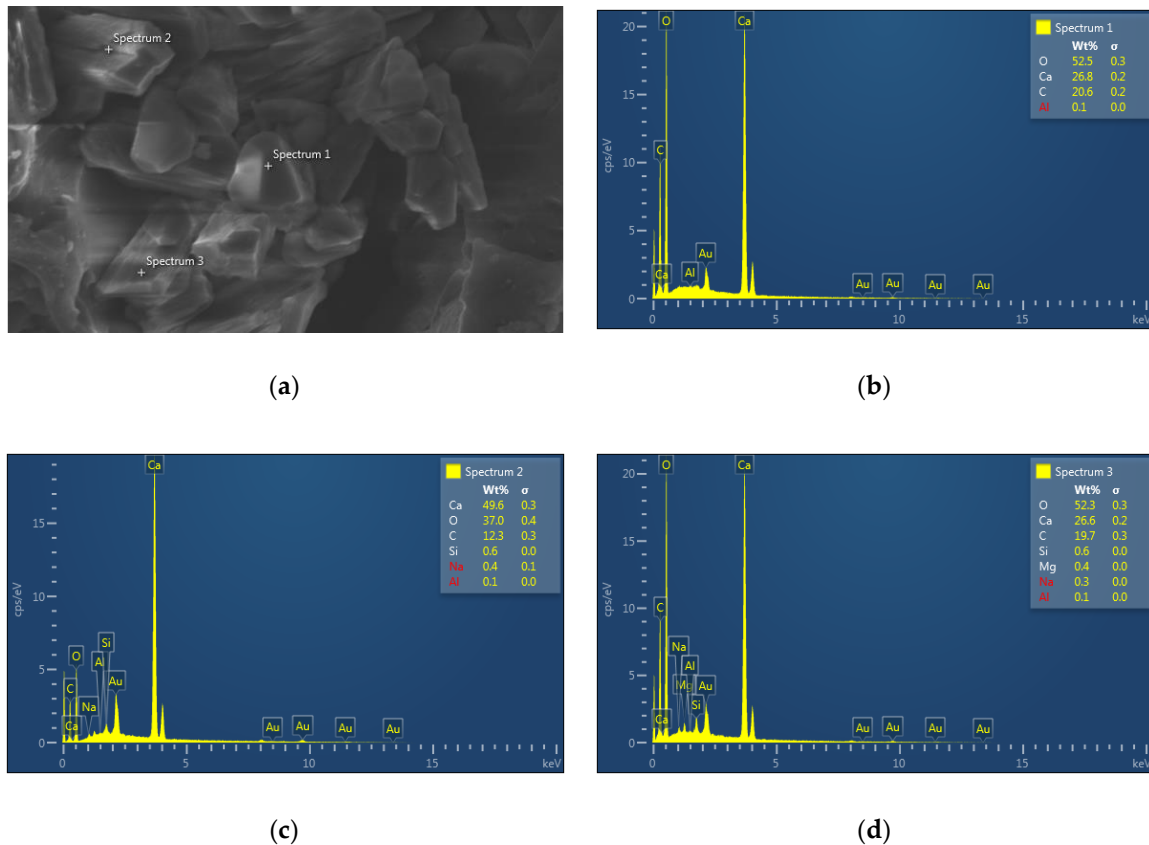 Spectrum 2
Spectrum 1
Spectrum 3
(a)
Spectrum 1
Wt% σ
O 52.5 0.3
Ca 26.8 0.2
C 20.6 0.2
Al 0.1 0.0
cps/eV
20
15
10
5
0
O
Ca
C
Ca
Al
Au
Au
Au
Au
Au
0
5
10
15
keV
(b)
Spectrum 2
Wt% σ
Ca 49.6 0.3
O 37.0 0.4
C 12.3 0.3
Si 0.6 0.0
Na 0.4 0.1
Al 0.1 0.0
cps/eV
15
10
5
0
Ca
Si
O
A
C
Au
Na
Ca
Au
Au
Au
Au
0
5
10
15
keV
(c)
Spectrum 3
Wt% σ
O 52.3 0.3
Ca 26.6 0.2
C 19.7 0.3
Si 0.6 0.0
Mg 0.4 0.0
Na 0.3 0.0
Al 0.1 0.0
cps/eV
20
15
10
5
0
O
Ca
C
Na
Al
Mg
Au
Si
Ca
Au
Au
Au
Au
0
5
10
15
keV
(d)